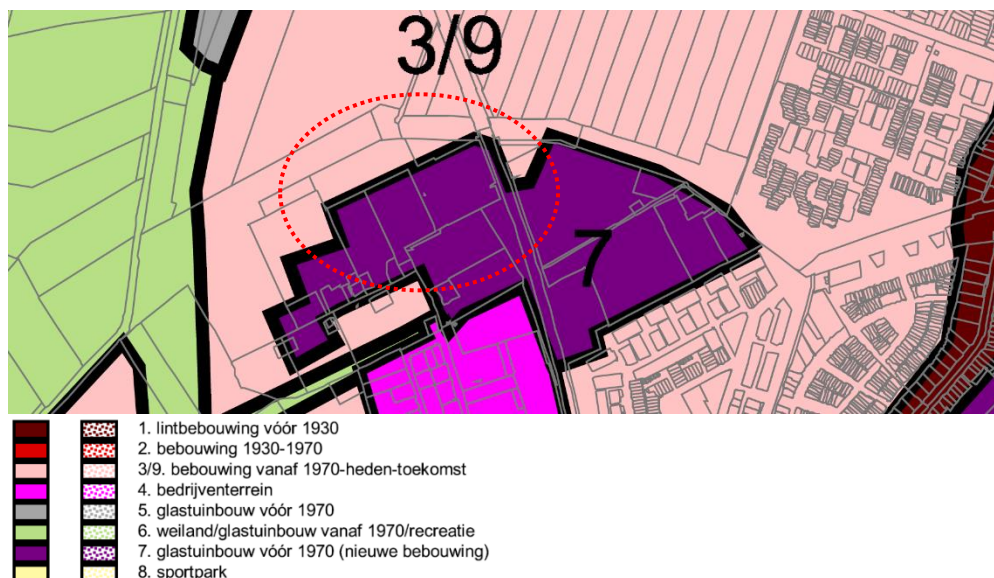 3/9
7
1. lintbebouwing vóór 1930
2. bebouwing 1930-1970
3/9. bebouwing vanaf 1970-heden-toekomst
4. bedrijventerrein
5. glastuinbouw vóór 1970
6. weiland/glastuinbouw vanaf 1970/recreatie
7. glastuinbouw vóór 1970 (nieuwe bebouwing)
8. sportpark